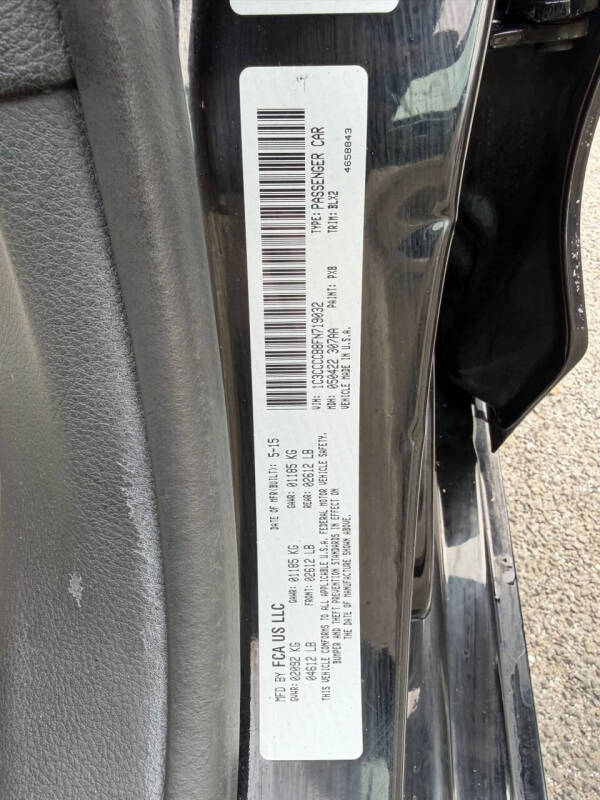 MFD BY FCA US LLC
DATE OF MFR(BUILT): 5-15
GVWR: 02092 KG
GAWR: 01185 KG
GAWR: 01185 KG
04612 LB
FRONT: 02612 LB
REAR: 02612 LB
THIS VEHICLE CONFORMS TO ALL APPLICABLE U.S.A. FEDERAL MOTOR VEHICLE SAFETY,
BUMPER AND THEFT PREVENTION STANDARDS IN EFFECT ON
THE DATE OF MANUFACTURE SHOWN ABOVE.
VIN: 1C3CCCCB8FN719032
TYPE: PASSENGER CAR
MDH: 050422 307AA
PAINT: PX8
TRIM: BLX2
VEHICLE MADE IN U.S.A.
4658843